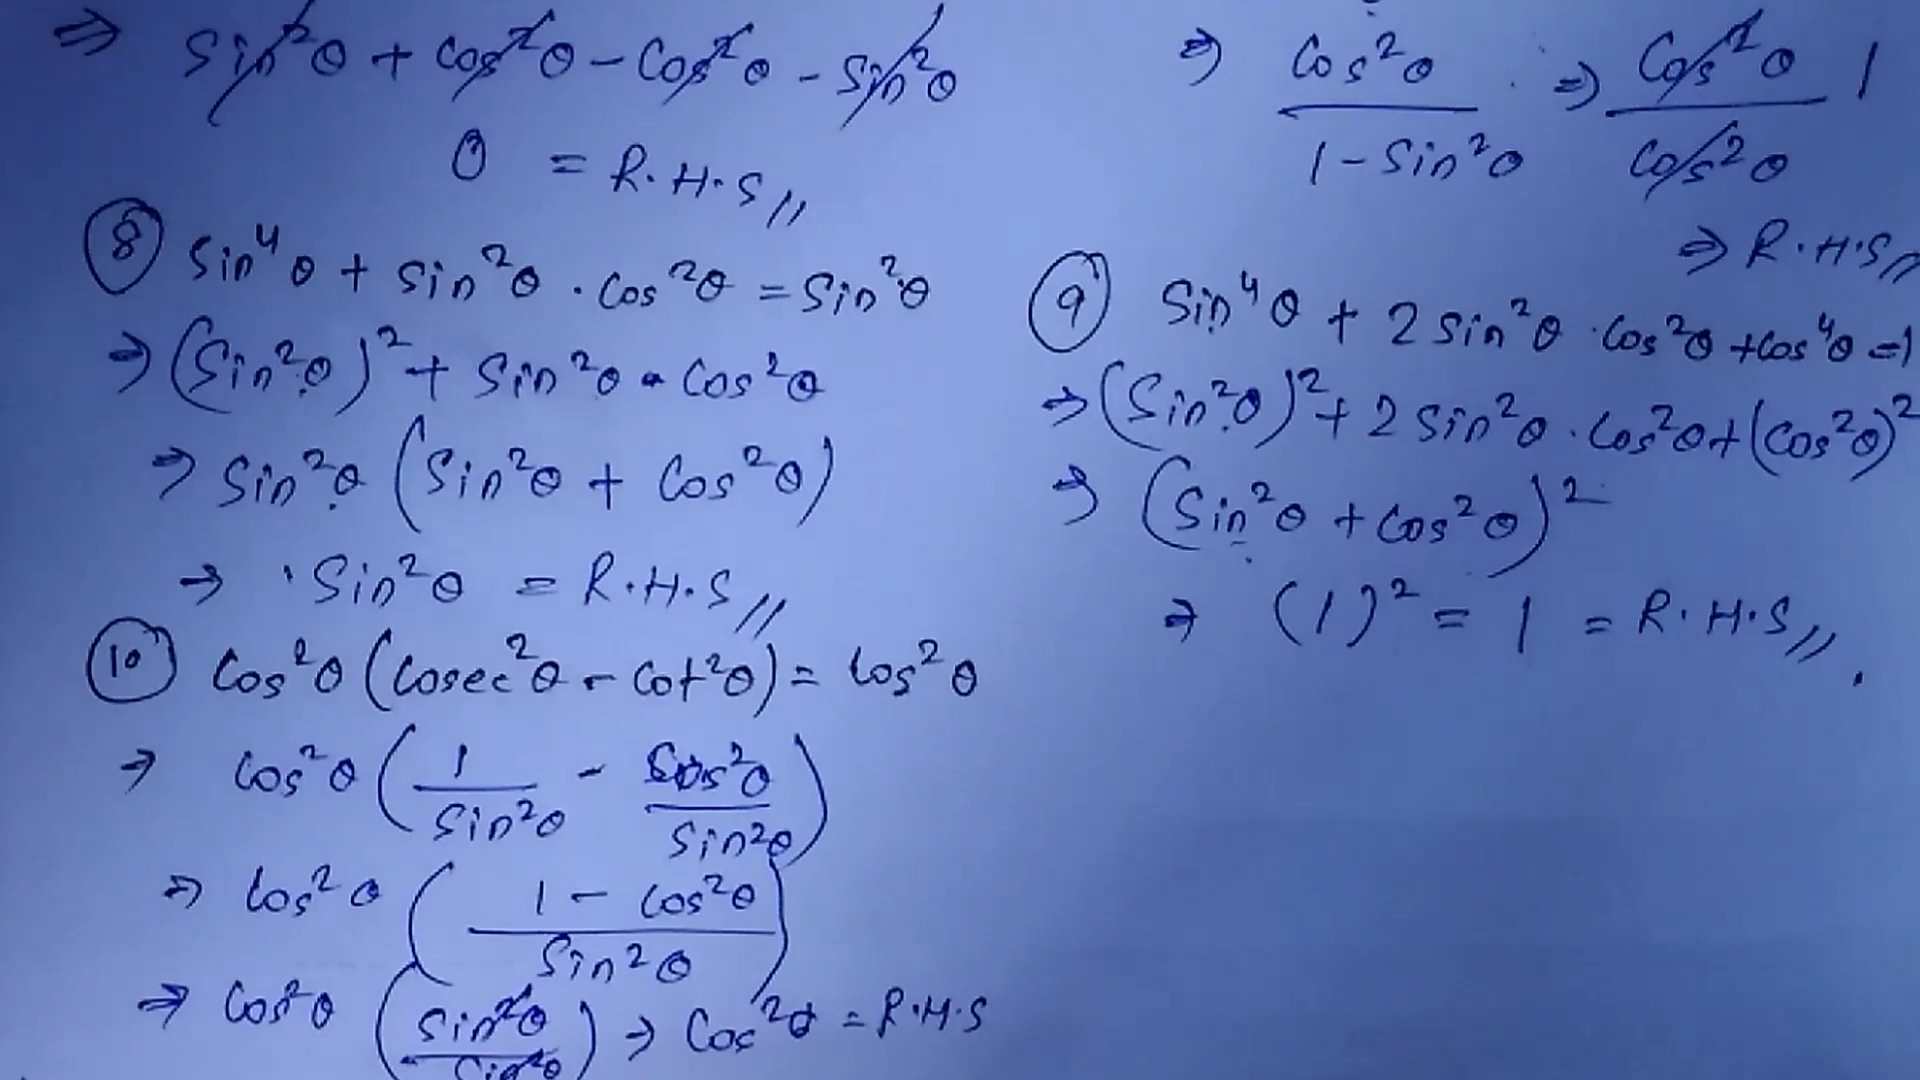 ⇒ sin²θ + cos²θ - cos²θ - sin²θ
0 = R.H.S //
⑧ sin⁴θ + sin²θ . cos²θ = sin²θ
⇒ (sin²θ)² + sin²θ . cos²θ
⇒ sin²θ (sin²θ + cos²θ)
⇒ sin²θ = R.H.S //
⑩ cos²θ (cosec²θ - cot²θ) = cos²θ
⇒ cos²θ (1/sin²θ - cos²θ/sin²θ)
⇒ cos²θ (1 - cos²θ / sin²θ)
⇒ cos²θ (sin²θ/sin²θ) ⇒ cos²θ = R.H.S
⇒ cos²θ / 1 - sin²θ ⇒ cos²θ / cos²θ 1
⇒ R.H.S //
⑨ sin⁴θ + 2 sin²θ . cos²θ + cos⁴θ = 1
⇒ (sin²θ)² + 2 sin²θ . cos²θ + (cos²θ)²
⇒ (sin²θ + cos²θ)²
⇒ (1)² = 1 = R.H.S //.